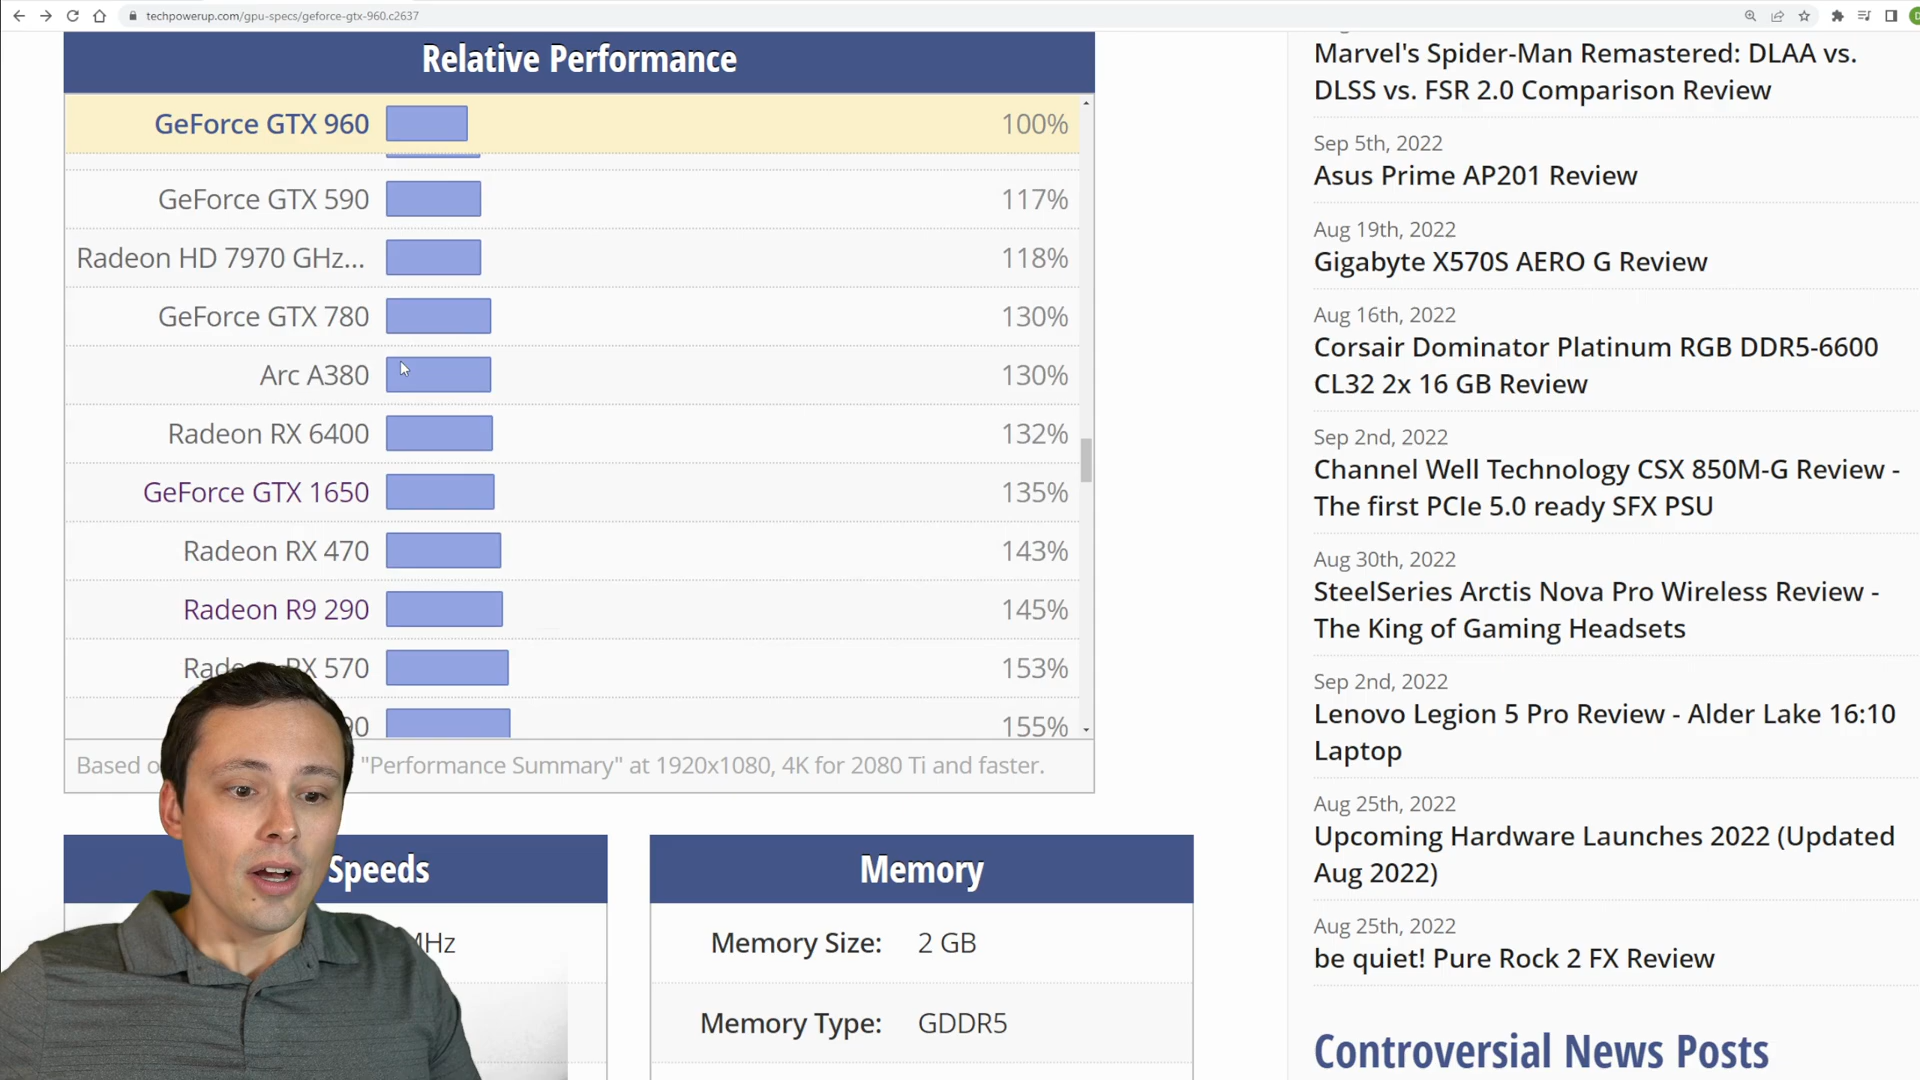 techpowerup.com/gpu-specs/geforce-gtx-960.c2637
Relative Performance
GeForce GTX 960 100%
GeForce GTX 590 117%
Radeon HD 7970 GHz... 118%
GeForce GTX 780 130%
Arc A380 130%
Radeon RX 6400 132%
GeForce GTX 1650 135%
Radeon RX 470 143%
Radeon R9 290 145%
RX 570 153%
155%
Based "Performance Summary" at 1920x1080, 4K for 2080 Ti and faster.
Speeds
MHz
Memory
Memory Size: 2 GB
Memory Type: GDDR5
Marvel's Spider-Man Remastered: DLAA vs.
DLSS vs. FSR 2.0 Comparison Review
Sep 5th, 2022
Asus Prime AP201 Review
Aug 19th, 2022
Gigabyte X570S AERO G Review
Aug 16th, 2022
Corsair Dominator Platinum RGB DDR5-6600
CL32 2x 16 GB Review
Sep 2nd, 2022
Channel Well Technology CSX 850M-G Review -
The first PCIe 5.0 ready SFX PSU
Aug 30th, 2022
SteelSeries Arctis Nova Pro Wireless Review -
The King of Gaming Headsets
Sep 2nd, 2022
Lenovo Legion 5 Pro Review - Alder Lake 16:10
Laptop
Aug 25th, 2022
Upcoming Hardware Launches 2022 (Updated
Aug 2022)
Aug 25th, 2022
be quiet! Pure Rock 2 FX Review
Controversial News Posts